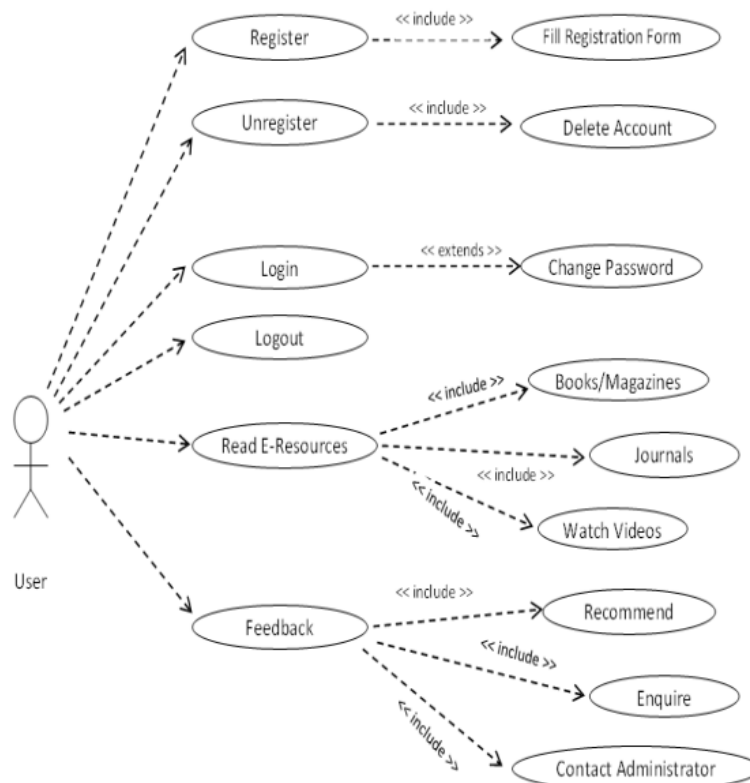 << include >>
Register
Fill Registration Form
<< include >>
Unregister
Delete Account
<< extends >>
Login
Change Password
Logout
<< include >>
Books/Magazines
Read E-Resources
Journals
<< include >>
<< include >>
Watch Videos
User
<< include >>
Recommend
Feedback
<< include >>
Enquire
<< include >>
Contact Administrator